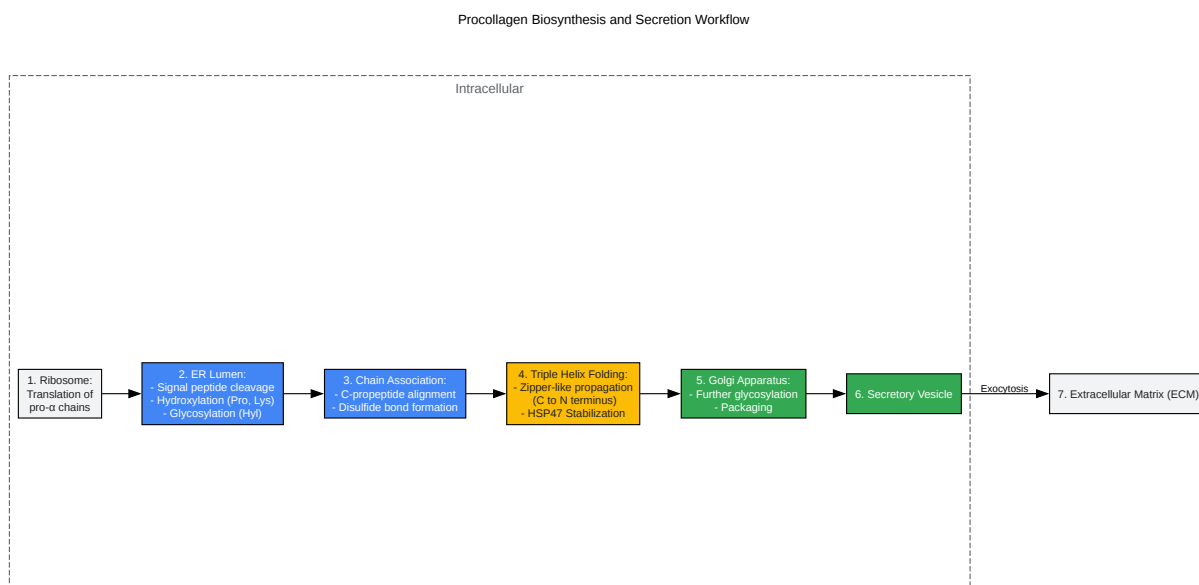 Procollagen Biosynthesis and Secretion Workflow
Intracellular
1. Ribosome:
Translation of
pro-α chains
2. ER Lumen:
- Signal peptide cleavage
- Hydroxylation (Pro, Lys)
- Glycosylation (Hyl)
3. Chain Association:
- C-propeptide alignment
- Disulfide bond formation
4. Triple Helix Folding:
- Zipper-like propagation
(C to N terminus)
- HSP47 Stabilization
5. Golgi Apparatus:
- Further glycosylation
- Packaging
6. Secretory Vesicle
Exocytosis
7. Extracellular Matrix (ECM)